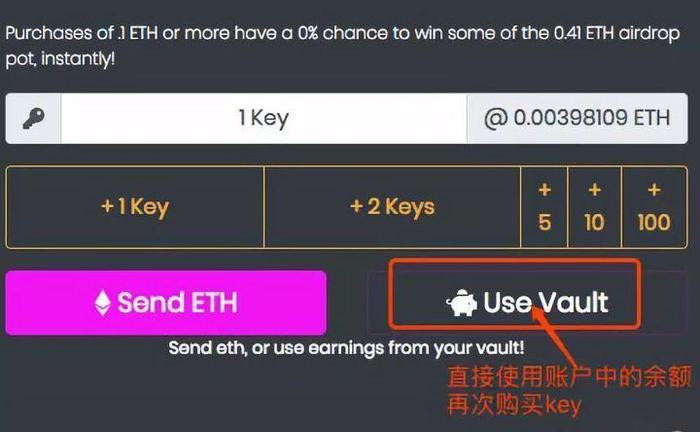 Purchases of .1 ETH or more have a 0% chance to win some of the 0.41 ETH airdrop
pot, instantly!
1 Key
@ 0.00398109 ETH
+ 1 Key
+ 2 Keys
+
5
+
10
+
100
Send ETH
Use Vault
Send eth, or use earnings from your vault!
直接使用账户中的余额
再次购买key